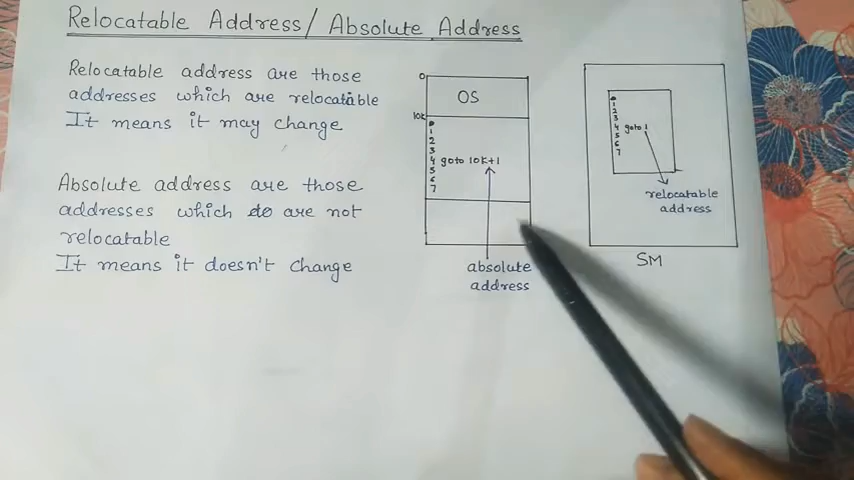 Relocatable Address/ Absolute Address
Relocatable address are those
addresses which are relocatable
It means it may change
Absolute address are those
addresses which do are not
relocatable
It means it doesn't change
0
OS
10K
0
1
2
3
4 goto 10K+1
5
6
7
absolute
address
0
1
2
3
4 goto 1
5
6
7
relocatable
address
SM